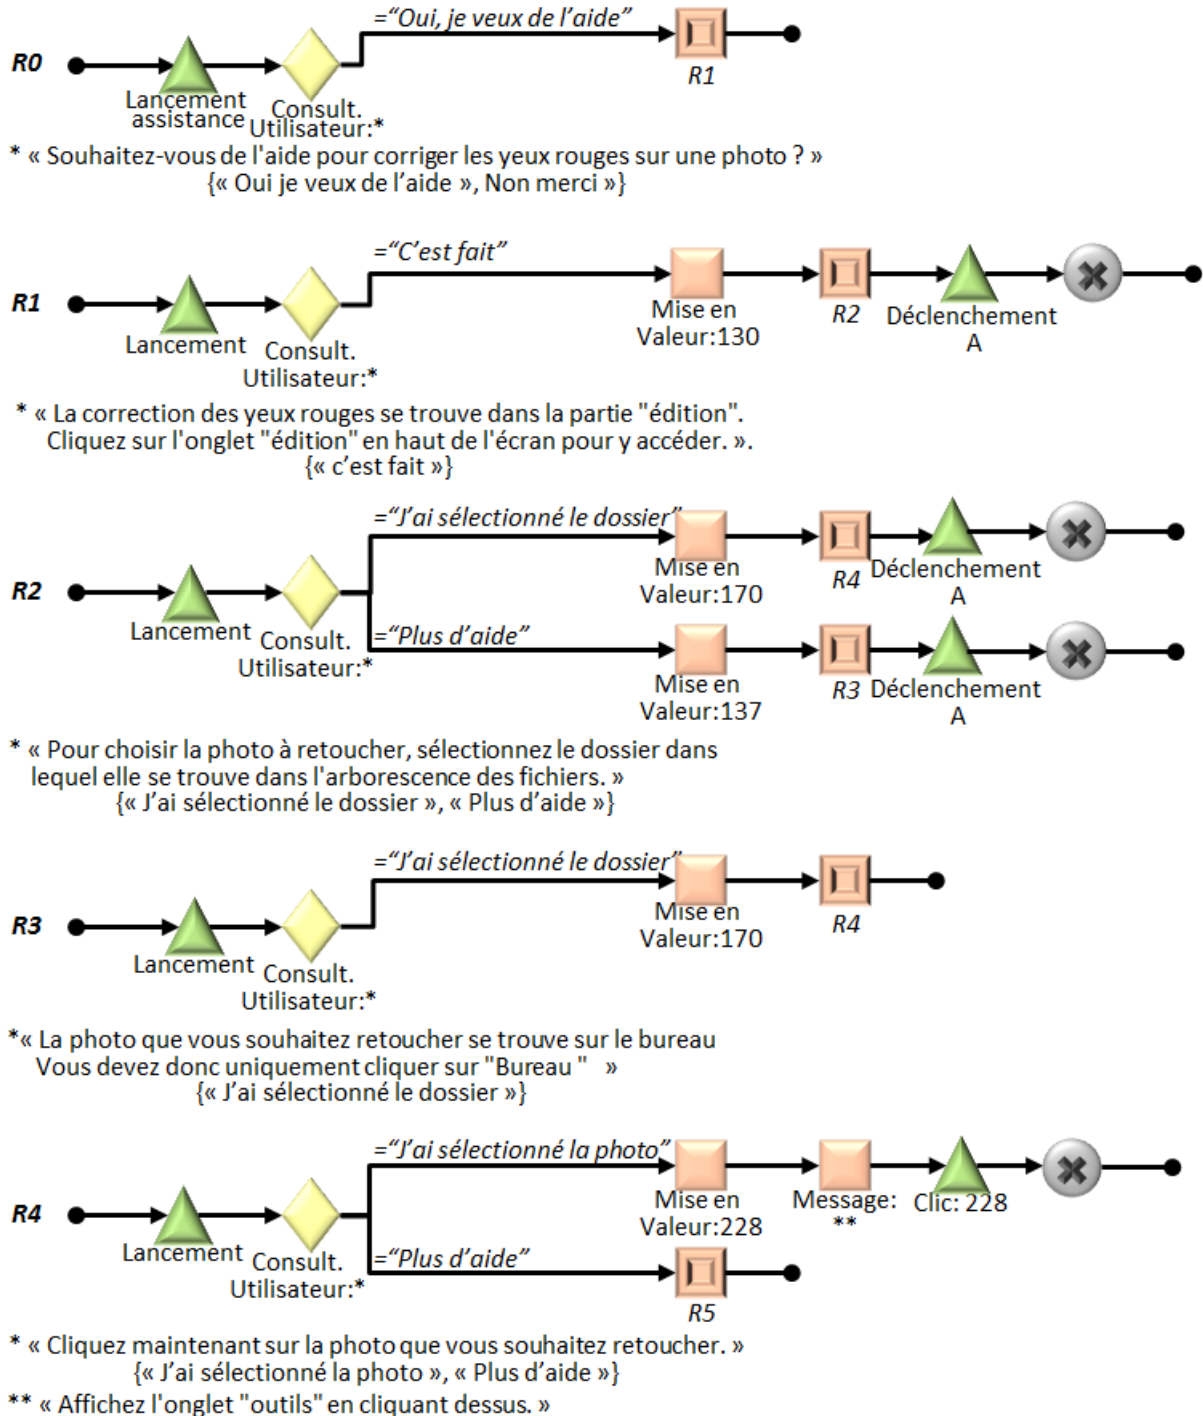 ="Oui, je veux de l'aide"
R0
R1
Lancement
assistance
Consult.
Utilisateur:*
* « Souhaitez-vous de l'aide pour corriger les yeux rouges sur une photo ? »
{« Oui je veux de l'aide », Non merci »}
="C'est fait"
R1
Lancement
Consult.
Utilisateur:*
Mise en
Valeur:130
R2
Déclenchement
A
* « La correction des yeux rouges se trouve dans la partie "édition".
Cliquez sur l'onglet "édition" en haut de l'écran pour y accéder. ».
{« c'est fait »}
="J'ai sélectionné le dossier"
Mise en
Valeur:170
R4
Déclenchement
A
R2
Lancement
Consult.
Utilisateur:*
="Plus d'aide"
Mise en
Valeur:137
R3
Déclenchement
A
* « Pour choisir la photo à retoucher, sélectionnez le dossier dans
lequel elle se trouve dans l'arborescence des fichiers. »
{« J'ai sélectionné le dossier », « Plus d'aide »}
="J'ai sélectionné le dossier"
R3
Lancement
Consult.
Utilisateur:*
Mise en
Valeur:170
R4
*« La photo que vous souhaitez retoucher se trouve sur le bureau
Vous devez donc uniquement cliquer sur "Bureau " »
{« J'ai sélectionné le dossier »}
="J'ai sélectionné la photo"
Mise en
Valeur:228
Message:
**
Clic: 228
R4
Lancement
Consult.
Utilisateur:*
="Plus d'aide"
R5
* « Cliquez maintenant sur la photo que vous souhaitez retoucher. »
{« J'ai sélectionné la photo », « Plus d'aide »}
** « Affichez l'onglet "outils" en cliquant dessus. »